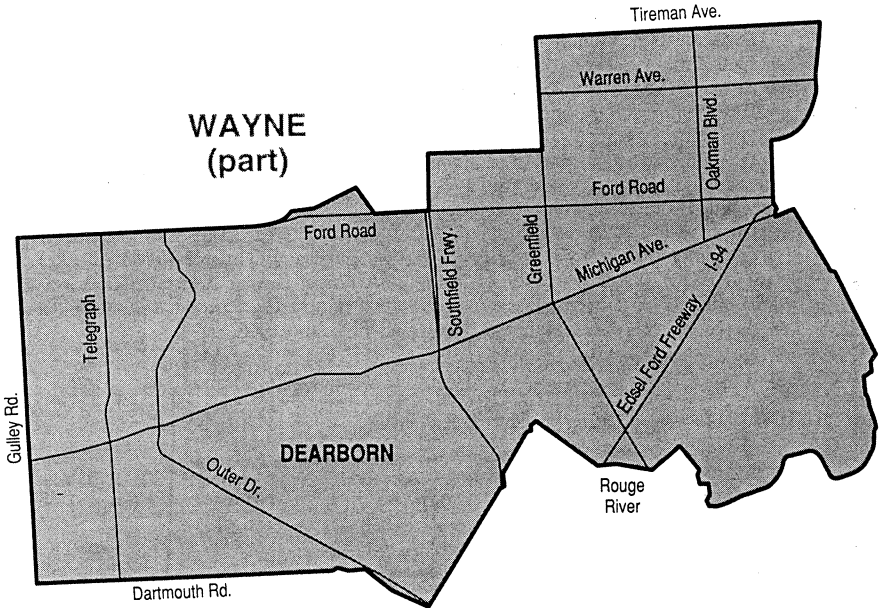 Tireman Ave.
Warren Ave.
WAYNE
(part)
Oakman Blvd.
Ford Road
Ford Road
Southfield Frwy.
Greenfield
Michigan Ave.
I-94
Telegraph
Edsel Ford Freeway
Gulley Rd.
DEARBORN
Outer Dr.
Rouge
River
Dartmouth Rd.